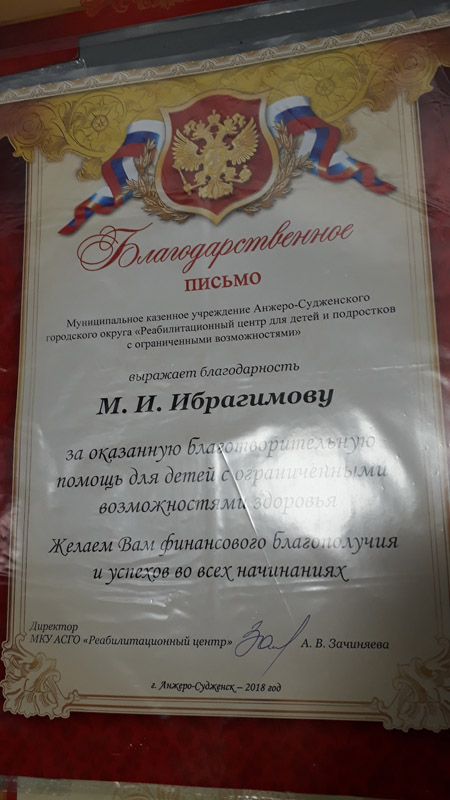 Благодарственное
ПИСЬМО
Муниципальное казенное учреждение Анжеро-Судженского
городского округа «Реабилитационный центр для детей и подростков
с ограниченными возможностями»
выражает благодарность
М. И. Ибрагимову
за оказанную благотворительную
помощь для детей с ограниченными
возможностями здоровья
Желаем Вам финансового благополучия
и успехов во всех начинаниях
Директор
МКУ АСГО «Реабилитационный центр» А. В. Зачиняева
г. Анжеро-Судженск – 2018 год